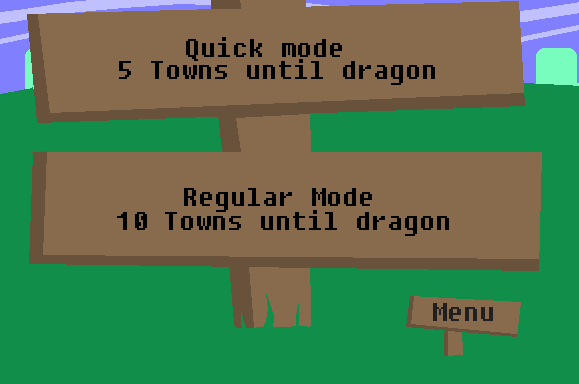 Quick mode
5 Towns until dragon
Regular Mode
10 Towns until dragon
Menu